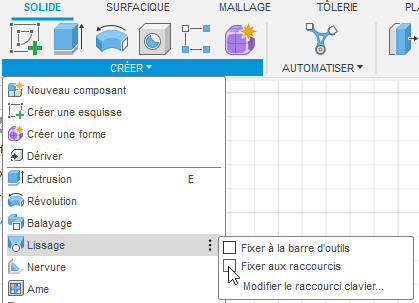 SOLIDE SURFACIQUE MAILLAGE TÔLERIE
CRÉER AUTOMATISER
Nouveau composant
Créer une esquisse
Créer une forme
Dériver
Extrusion E
Révolution
Balayage
Lissage
Fixer à la barre d'outils
Nervure
Fixer aux raccourcis
Ame
Modifier le raccourci clavier...